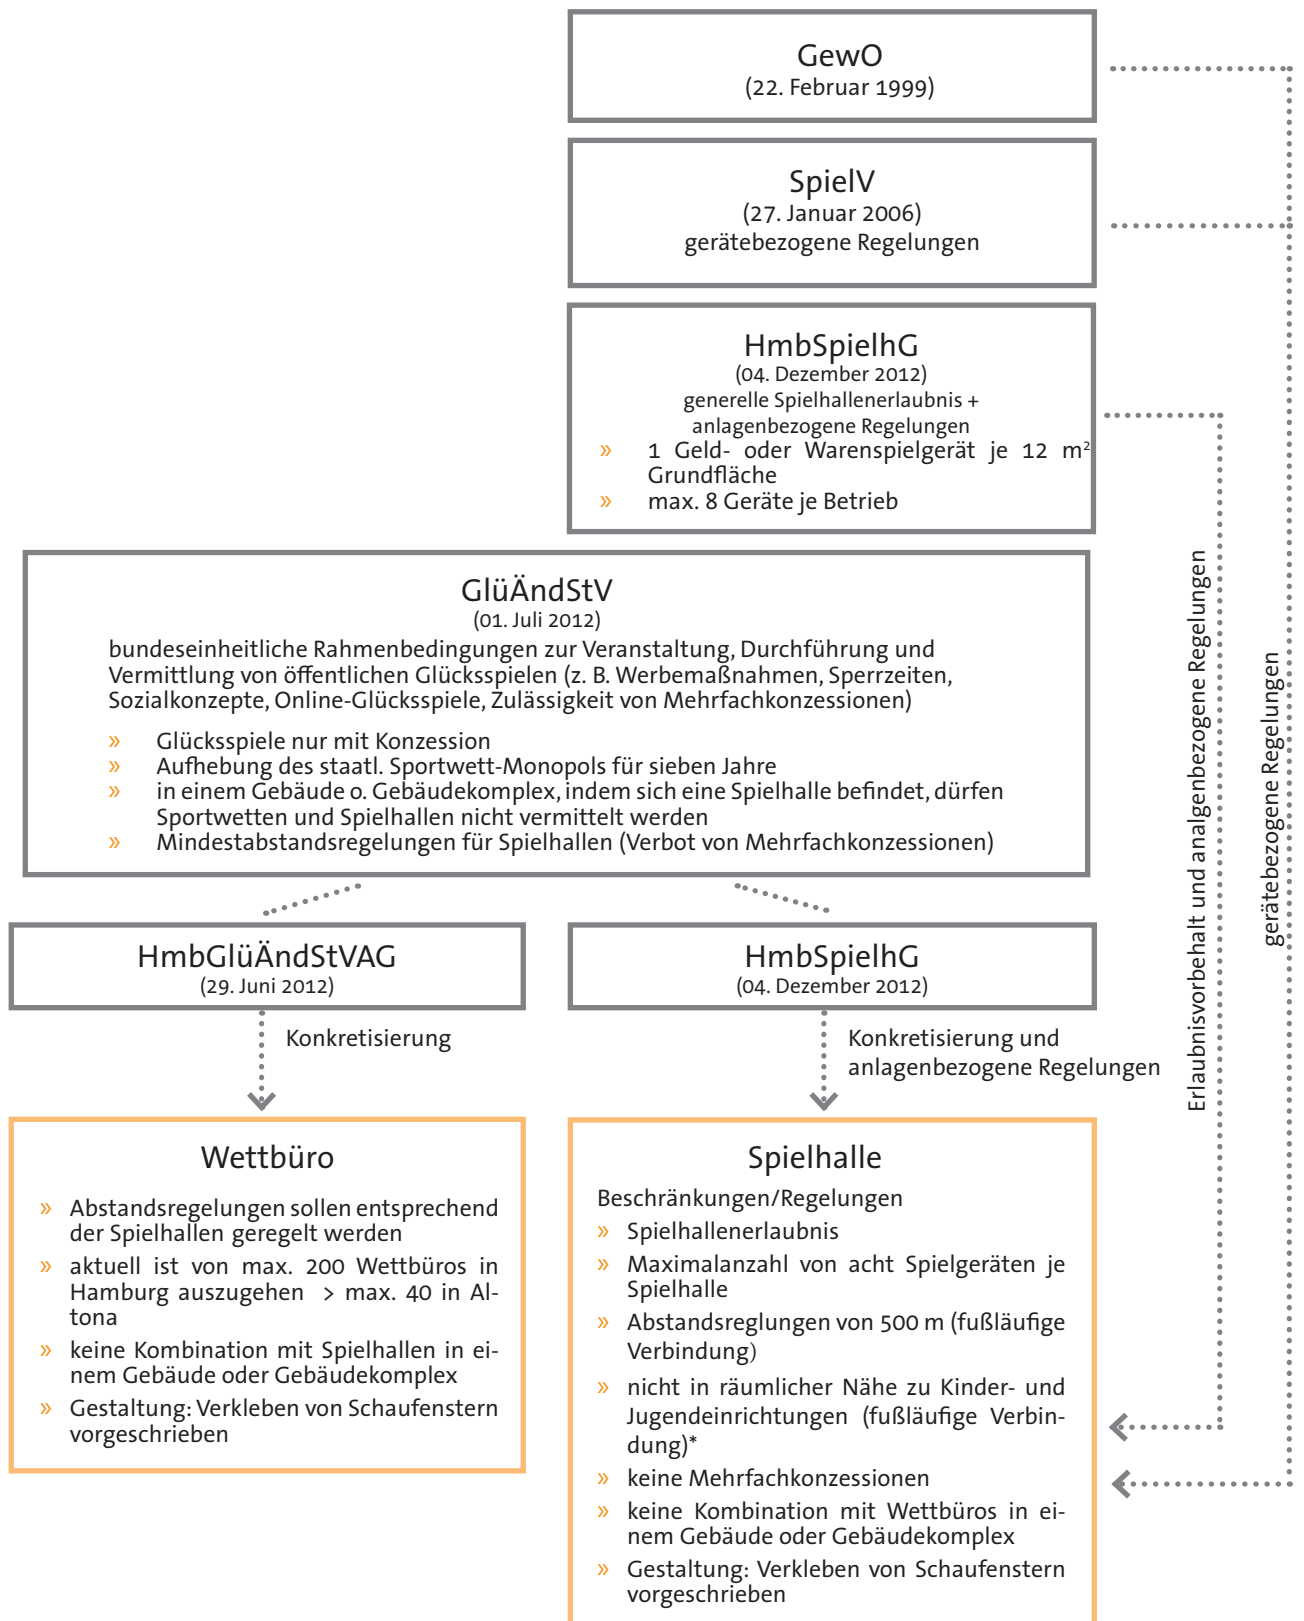 GewO
(22. Februar 1999)
SpielV
(27. Januar 2006)
gerätebezogene Regelungen
HmbSpielhG
(04. Dezember 2012)
generelle Spielhallenerlaubnis +
anlagenbezogene Regelungen
» 1 Geld- oder Warenspielgerät je 12 m²
Grundfläche
» max. 8 Geräte je Betrieb
GlüÄndStV
(01. Juli 2012)
bundeseinheitliche Rahmenbedingungen zur Veranstaltung, Durchführung und
Vermittlung von öffentlichen Glücksspielen (z. B. Werbemaßnahmen, Sperrzeiten,
Sozialkonzepte, Online-Glücksspiele, Zulässigkeit von Mehrfachkonzessionen)
» Glücksspiele nur mit Konzession
» Aufhebung des staatl. Sportwett-Monopols für sieben Jahre
» in einem Gebäude o. Gebäudekomplex, indem sich eine Spielhalle befindet, dürfen
Sportwetten und Spielhallen nicht vermittelt werden
» Mindestabstandsregelungen für Spielhallen (Verbot von Mehrfachkonzessionen)
HmbGlüÄndStVAG
(29. Juni 2012)
HmbSpielhG
(04. Dezember 2012)
Konkretisierung
Konkretisierung und
anlagenbezogene Regelungen
Erlaubnisvorbehalt und analgenbezogene Regelungen
gerätebezogene Regelungen
Wettbüro
» Abstandsregelungen sollen entsprechend
der Spielhallen geregelt werden
» aktuell ist von max. 200 Wettbüros in
Hamburg auszugehen > max. 40 in Al-
tona
» keine Kombination mit Spielhallen in ei-
nem Gebäude oder Gebäudekomplex
» Gestaltung: Verkleben von Schaufenstern
vorgeschrieben
Spielhalle
Beschränkungen/Regelungen
» Spielhallenerlaubnis
» Maximalanzahl von acht Spielgeräten je
Spielhalle
» Abstandsreglungen von 500 m (fußläufige
Verbindung)
» nicht in räumlicher Nähe zu Kinder- und
Jugendeinrichtungen (fußläufige Verbin-
dung)*
» keine Mehrfachkonzessionen
» keine Kombination mit Wettbüros in ei-
nem Gebäude oder Gebäudekomplex
» Gestaltung: Verkleben von Schaufenstern
vorgeschrieben